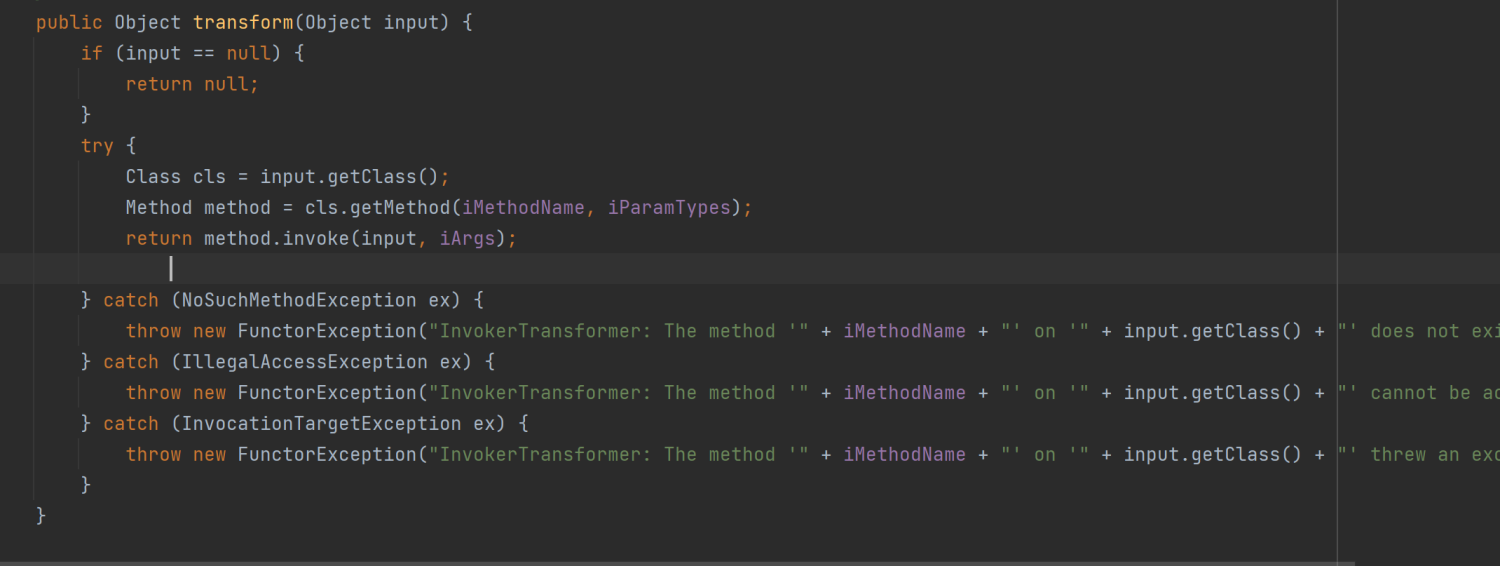 public Object transform(Object input) {
    if (input == null) {
        return null;
    }
    try {
        Class cls = input.getClass();
        Method method = cls.getMethod(iMethodName, iParamTypes);
        return method.invoke(input, iArgs);
    } catch (NoSuchMethodException ex) {
        throw new FunctorException("InvokerTransformer: The method '" + iMethodName + "' on '" + input.getClass() + "' does not exi
    } catch (IllegalAccessException ex) {
        throw new FunctorException("InvokerTransformer: The method '" + iMethodName + "' on '" + input.getClass() + "' cannot be
    } catch (InvocationTargetException ex) {
        throw new FunctorException("InvokerTransformer: The method '" + iMethodName + "' on '" + input.getClass() + "' threw an
    }
}